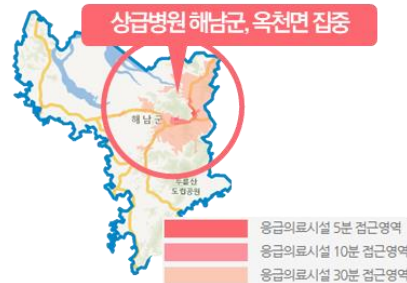 상급병원 해남군, 옥천면 집중
해남군
두륜산
도립공원
응급의료시설 5분 접근영역
응급의료시설 10분 접근영역
응급의료시설 30분 접근영역